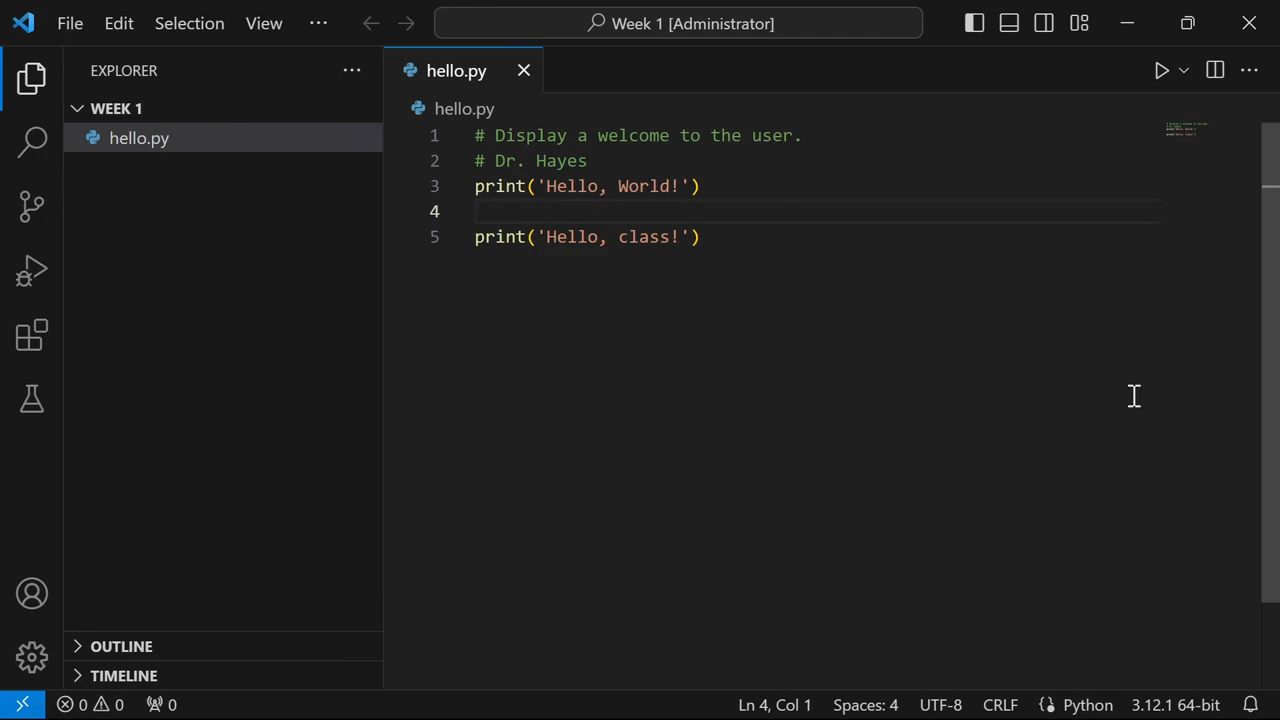 File Edit Selection View ··· Week 1 [Administrator]
EXPLORER ···
WEEK 1
hello.py
OUTLINE
TIMELINE
hello.py
hello.py
1 # Display a welcome to the user.
2 # Dr. Hayes
3 print('Hello, World!')
4
5 print('Hello, class!')
0 0 0 Ln 4, Col 1 Spaces: 4 UTF-8 CRLF Python 3.12.1 64-bit